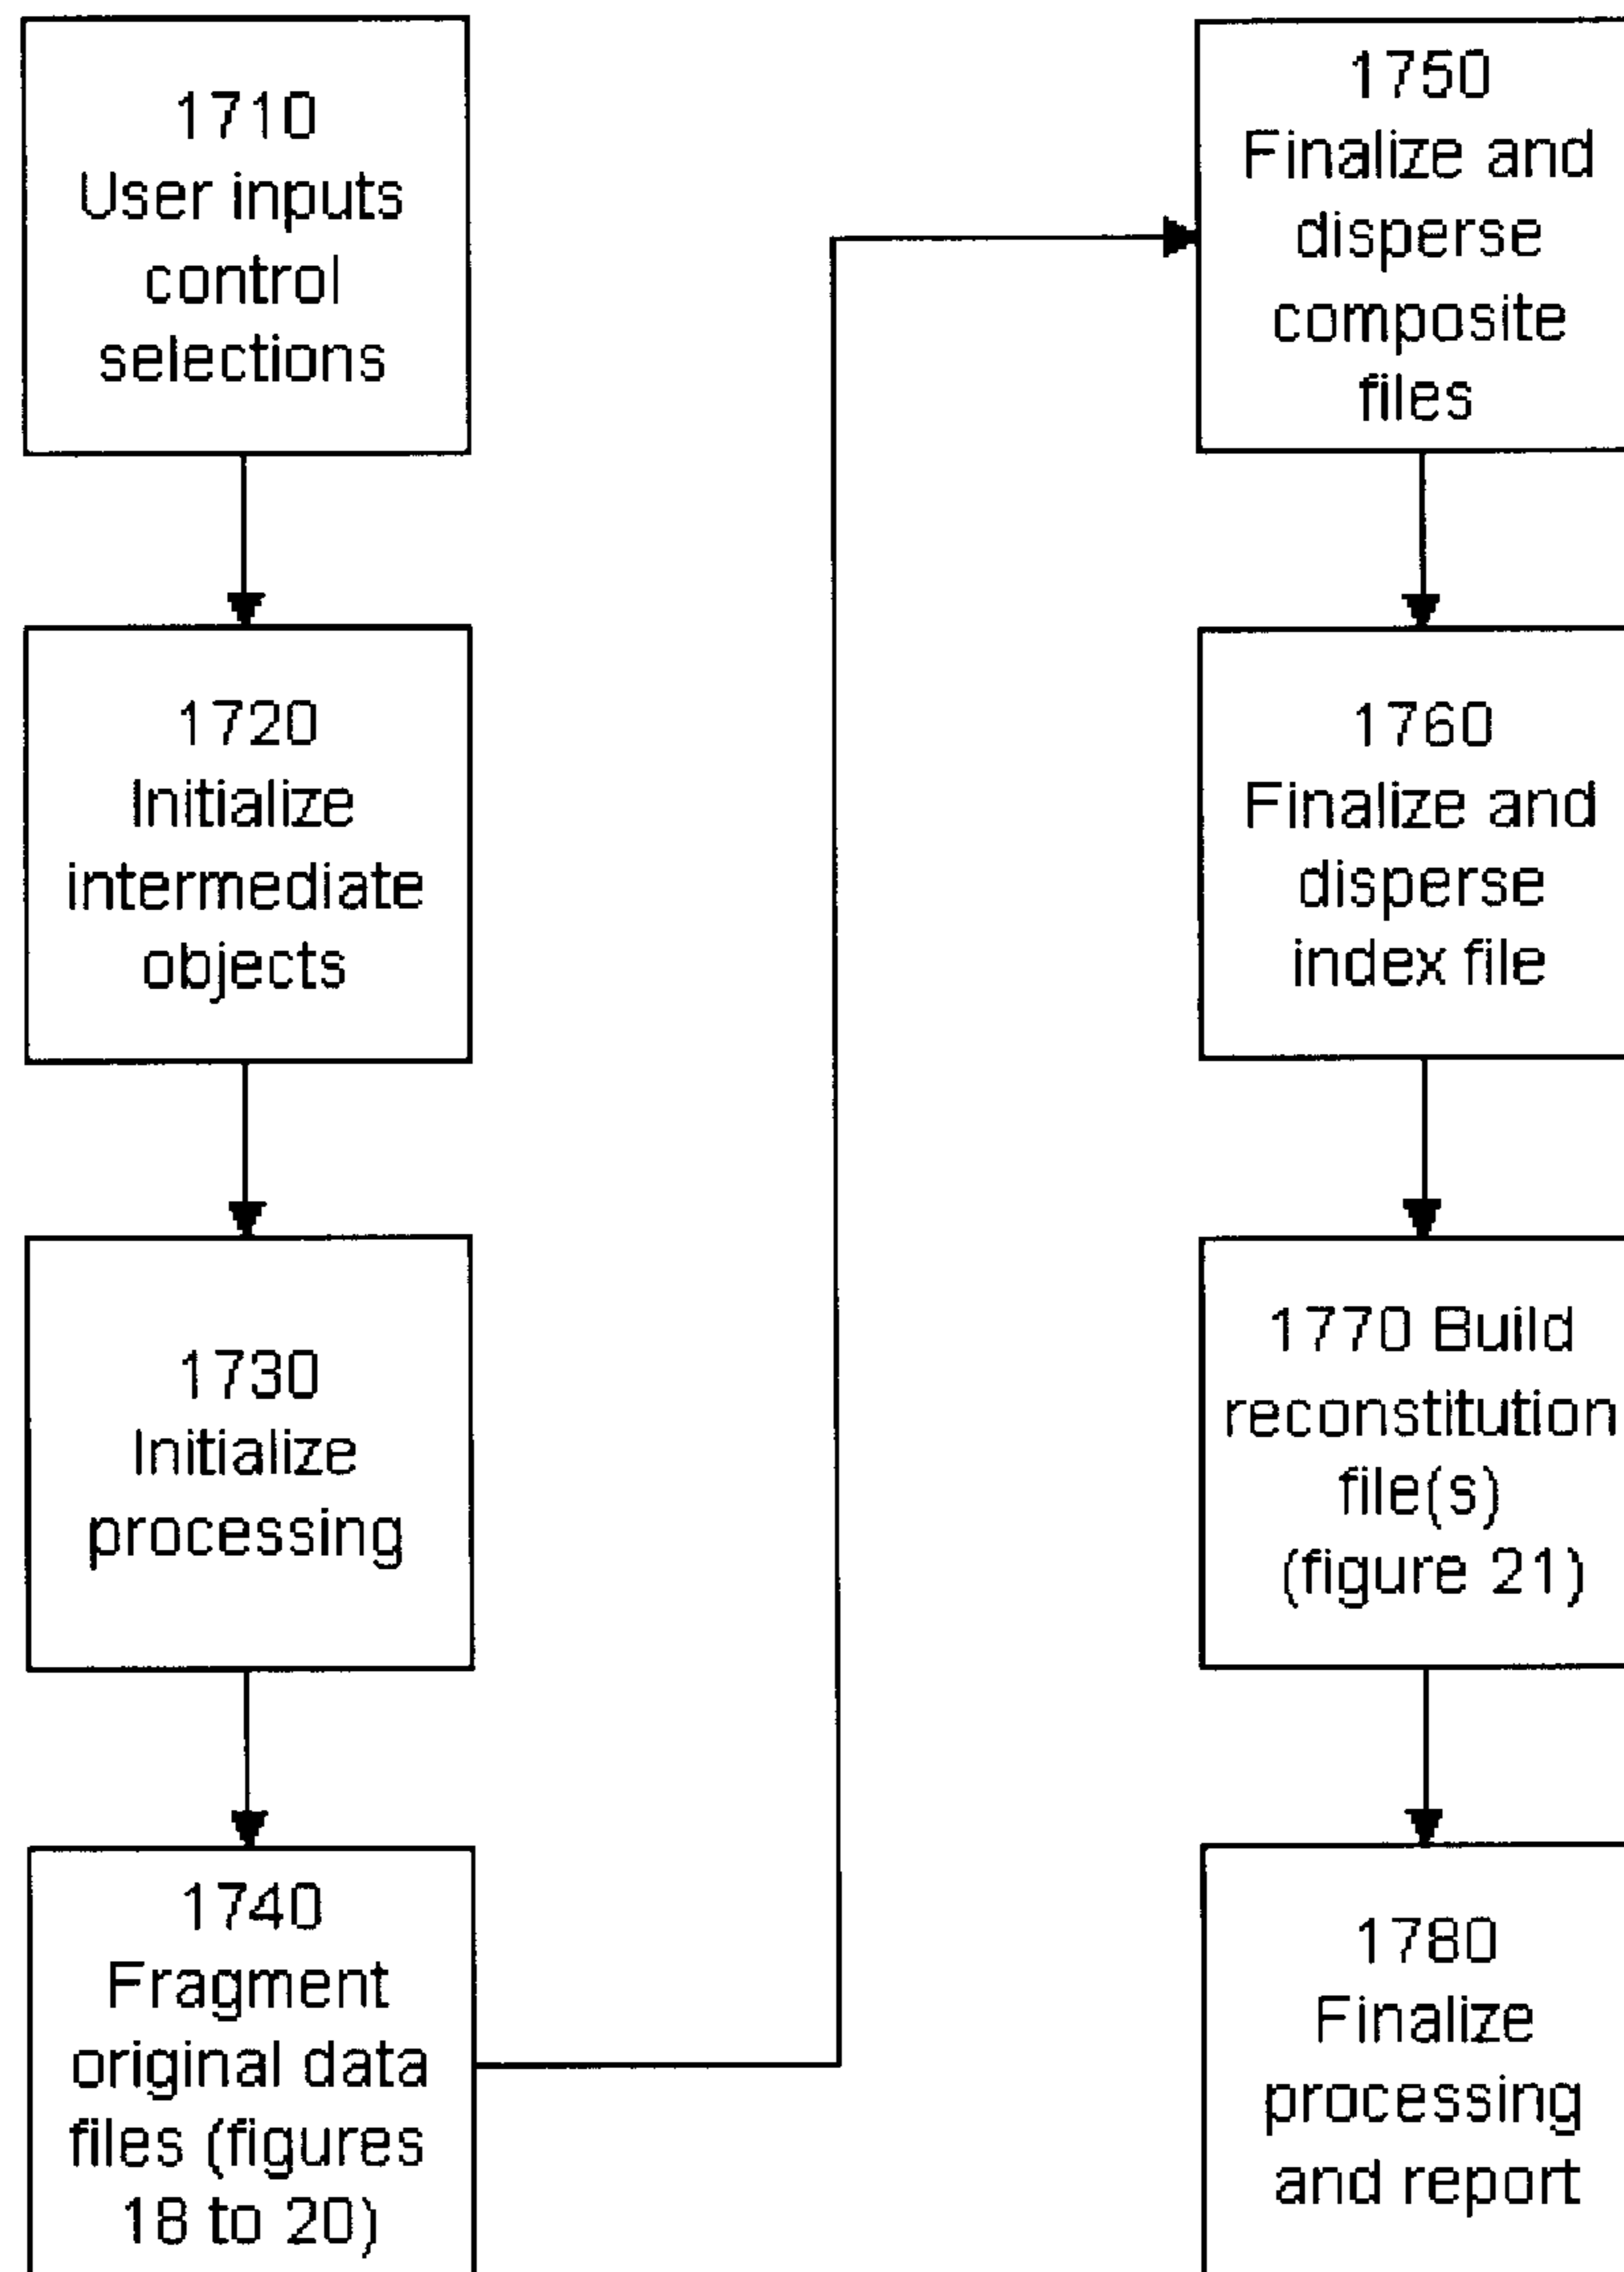 1710
User inputs
control
selections
1720
Initialize
intermediate
objects
1730
Initialize
processing
1740
Fragment
original data
files (figures
18 to 20)
1750
Finalize and
disperse
composite
files
1760
Finalize and
disperse
index file
1770 Build
reconstitution
file(s)
(figure 21)
1780
Finalize
processing
and report